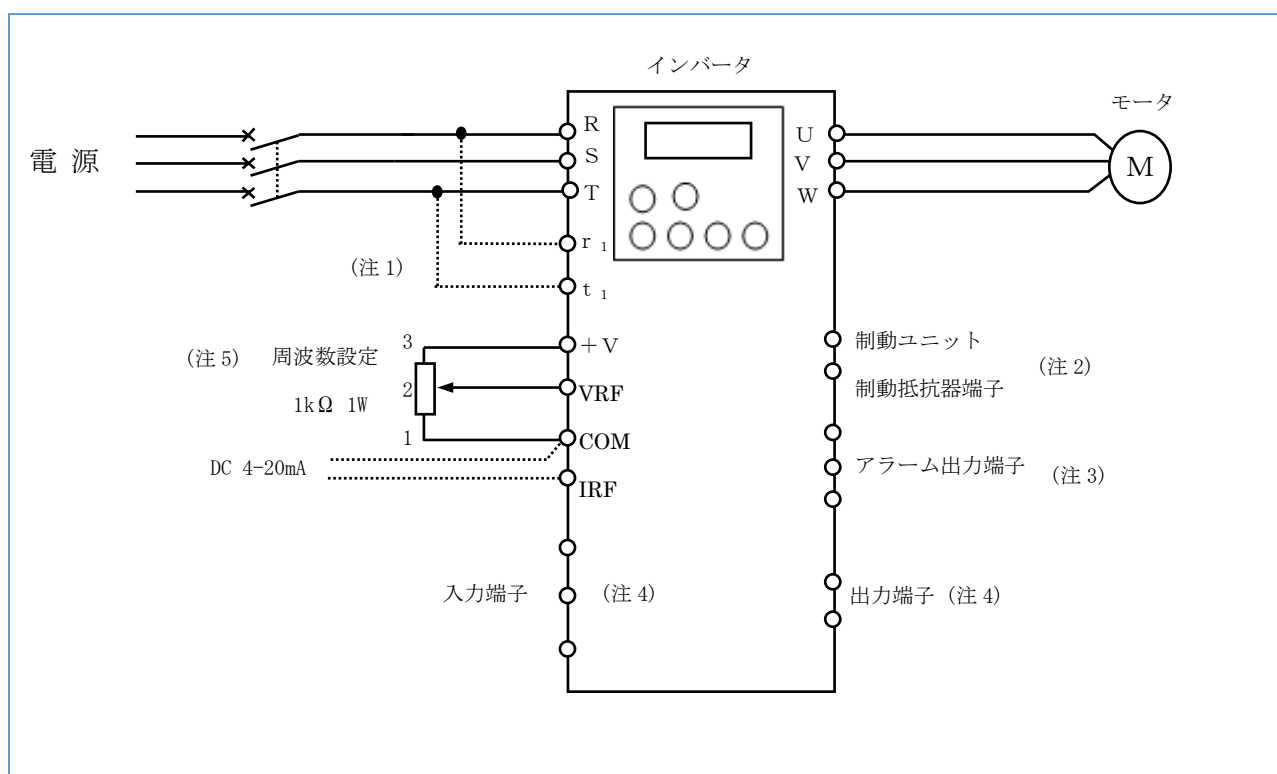 インバータ
モータ
電 源
R
S
T
U
V
W
M
r 1
t 1
(注 1)
(注 5)
周波数設定
1kΩ 1W
3
2
1
+V
VRF
COM
IRF
DC 4-20mA
制動ユニット
(注 2)
制動抵抗器端子
アラーム出力端子
(注 3)
入力端子
(注 4)
出力端子 (注 4)